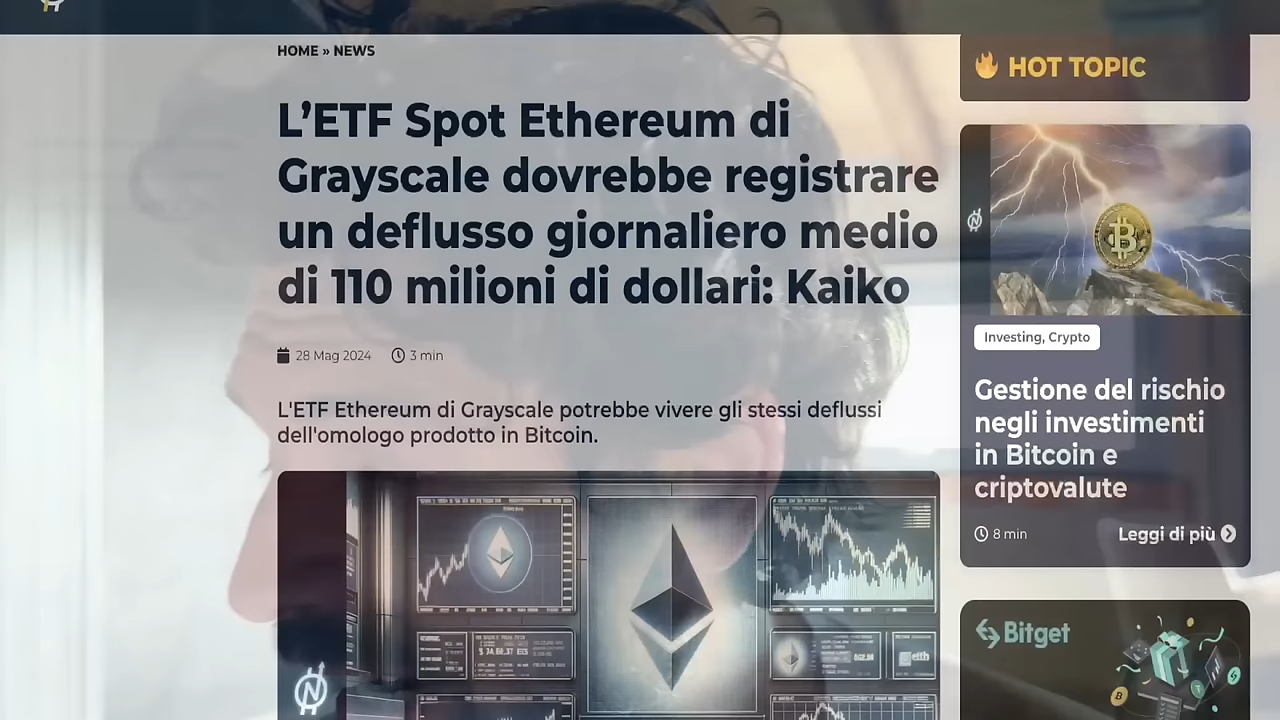 HOME » NEWS
L'ETF Spot Ethereum di
Grayscale dovrebbe registrare
un deflusso giornaliero medio
di 110 milioni di dollari: Kaiko
28 Mag 2024 3 min
L'ETF Ethereum di Grayscale potrebbe vivere gli stessi deflussi
dell'omologo prodotto in Bitcoin.
HOT TOPIC
Investing, Crypto
Gestione del rischio
negli investimenti
in Bitcoin e
criptovalute
8 min Leggi di più
Bitget